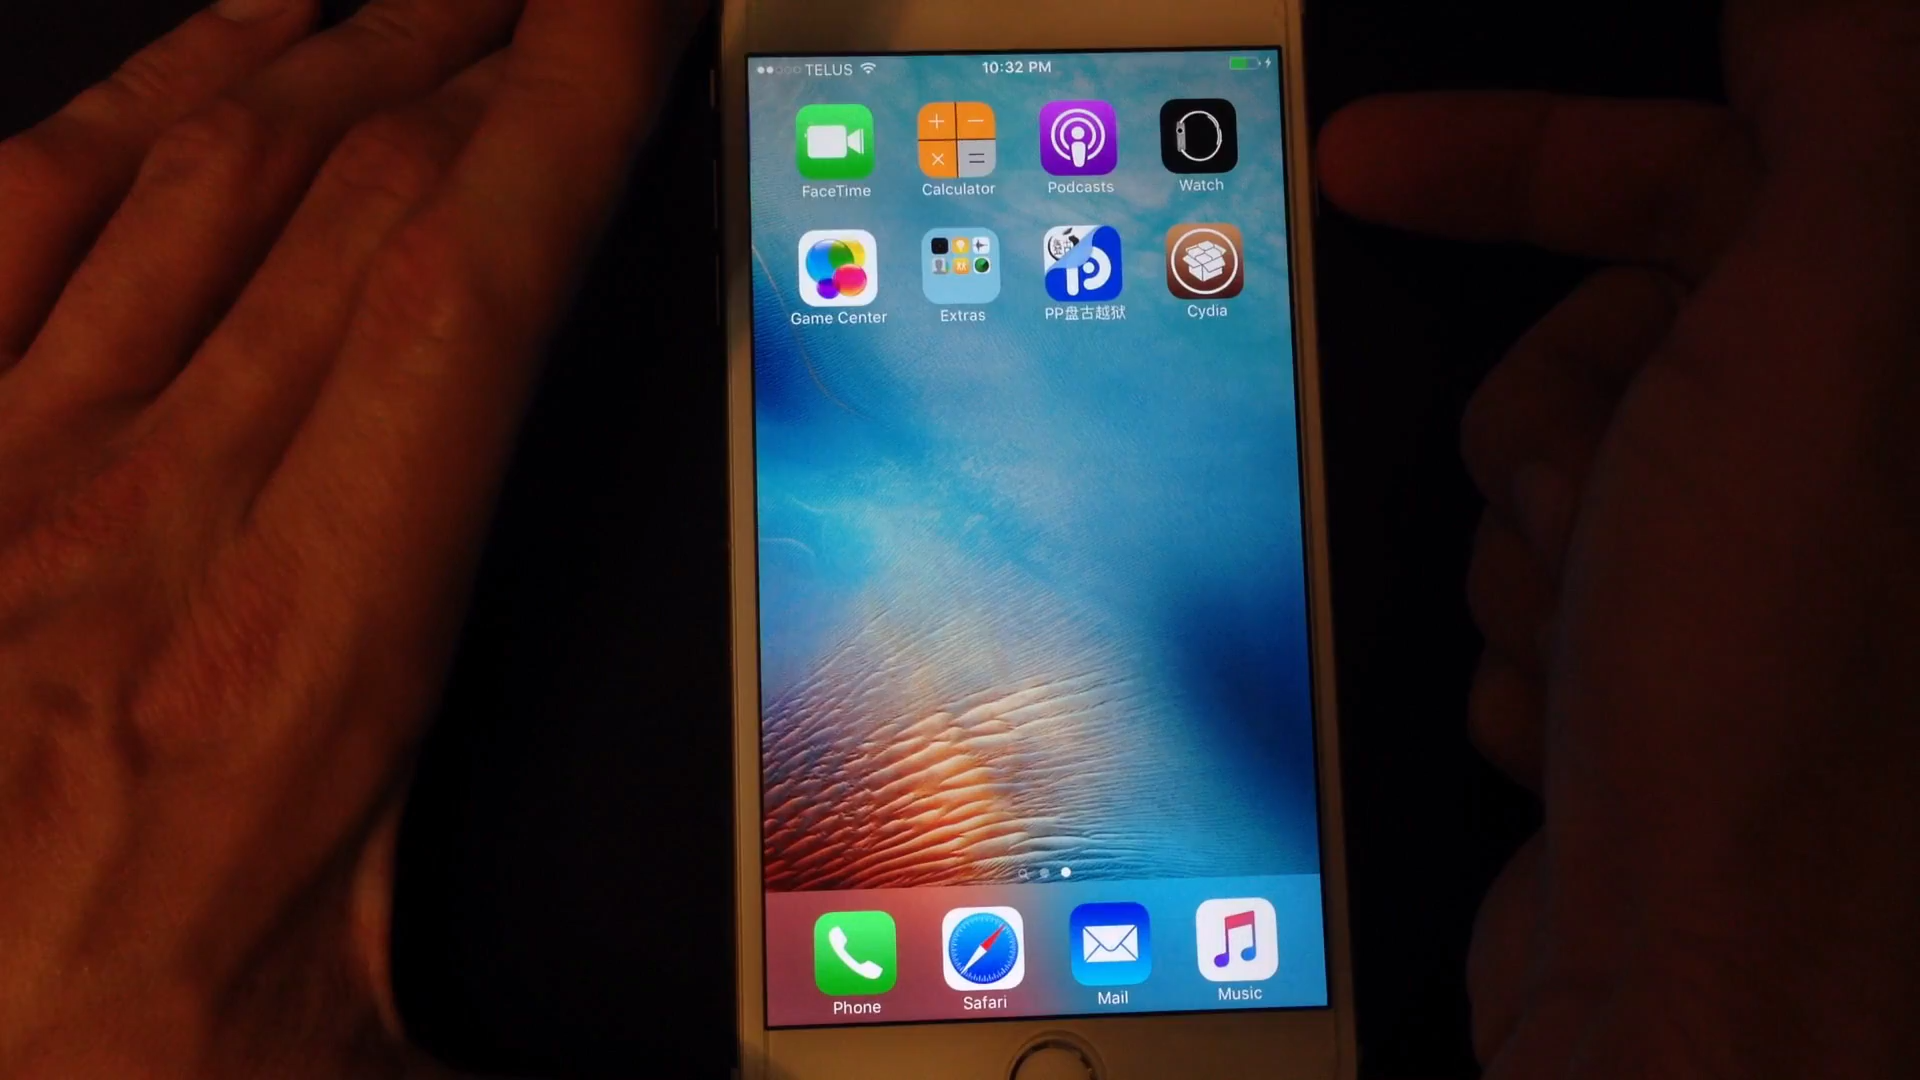 TELUS 10:32 PM
FaceTime Calculator Podcasts Watch
Game Center Extras PP盘古越狱 Cydia
Phone Safari Mail Music